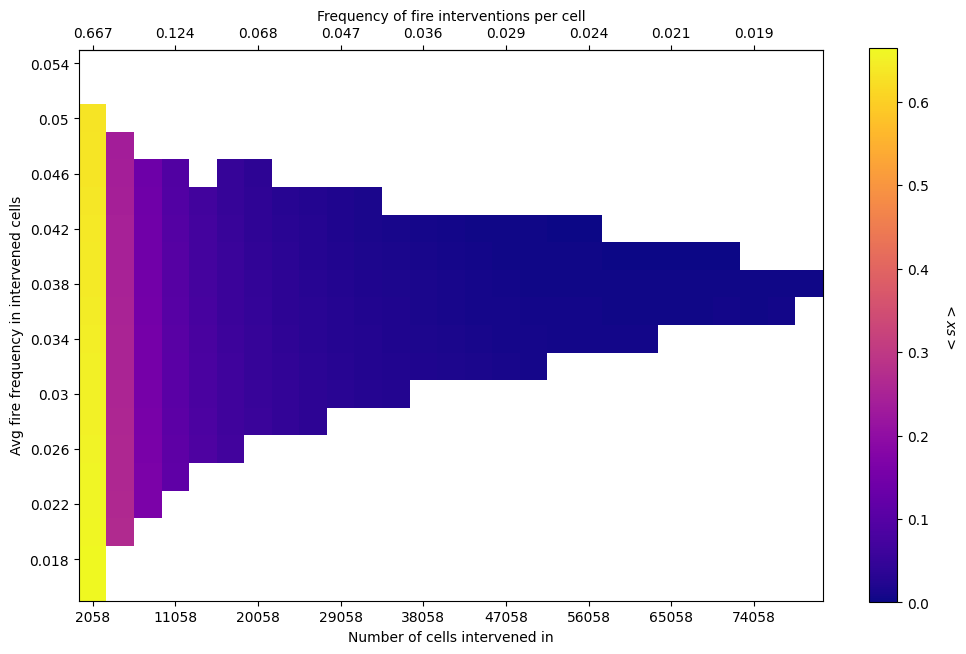 Frequency of fire interventions per cell
0.667 0.124 0.068 0.047 0.036 0.029 0.024 0.021 0.019
Avg fire frequency in intervened cells
0.054
0.05
0.046
0.042
0.038
0.034
0.03
0.026
0.022
0.018
2058 11058 20058 29058 38058 47058 56058 65058 74058
Number of cells intervened in
0.6
0.5
0.4
0.3
0.2
0.1
0.0
< sx >